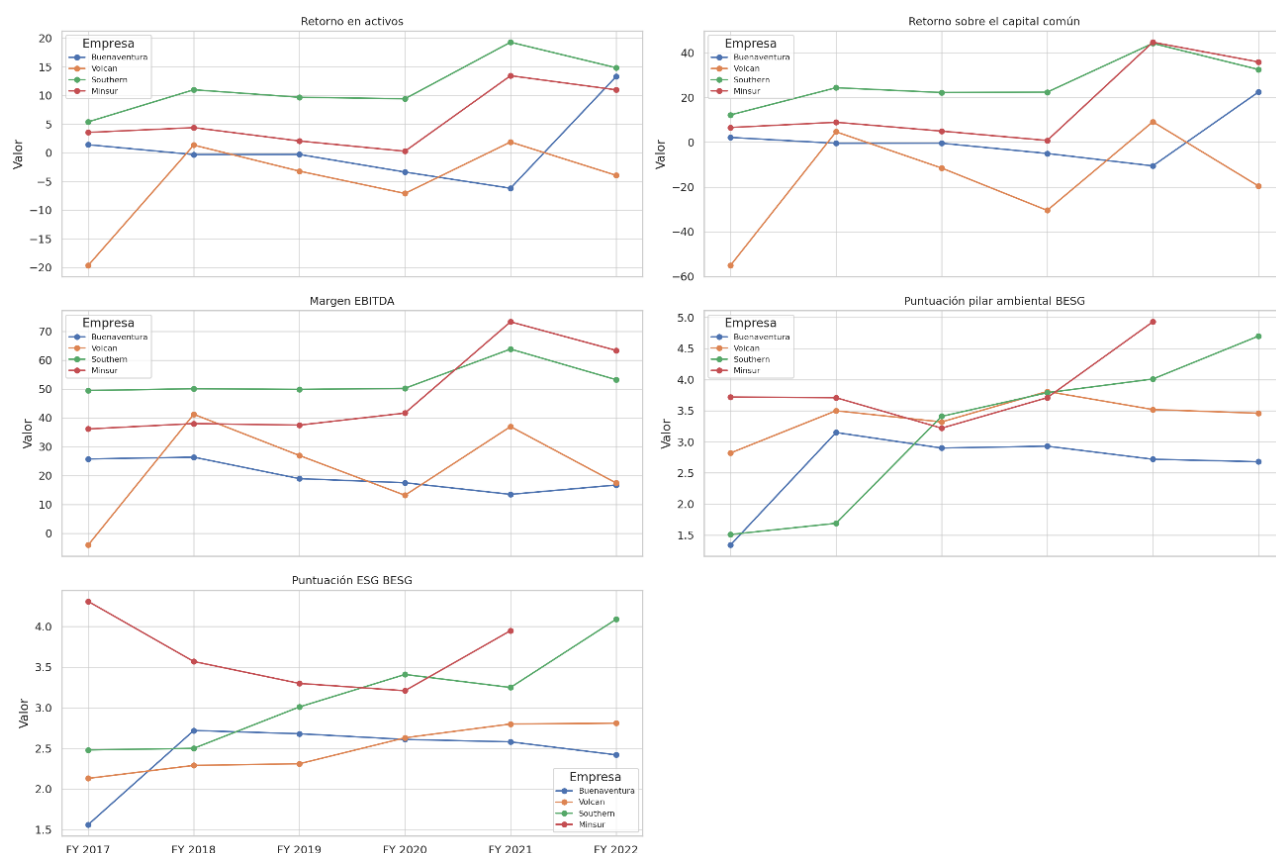 Retorno en activos
Valor
20
15
10
5
0
−5
−10
−15
−20
Empresa
Buenaventura
Volcan
Southern
Minsur
Retorno sobre el capital común
Valor
40
20
0
−20
−40
−60
Empresa
Buenaventura
Volcan
Southern
Minsur
Margen EBITDA
Valor
70
60
50
40
30
20
10
0
Empresa
Buenaventura
Volcan
Southern
Minsur
Puntuación pilar ambiental BESG
Valor
5.0
4.5
4.0
3.5
3.0
2.5
2.0
1.5
Empresa
Buenaventura
Volcan
Southern
Minsur
Puntuación ESG BESG
Valor
4.0
3.5
3.0
2.5
2.0
1.5
Empresa
Buenaventura
Volcan
Southern
Minsur
FY 2017 FY 2018 FY 2019 FY 2020 FY 2021 FY 2022